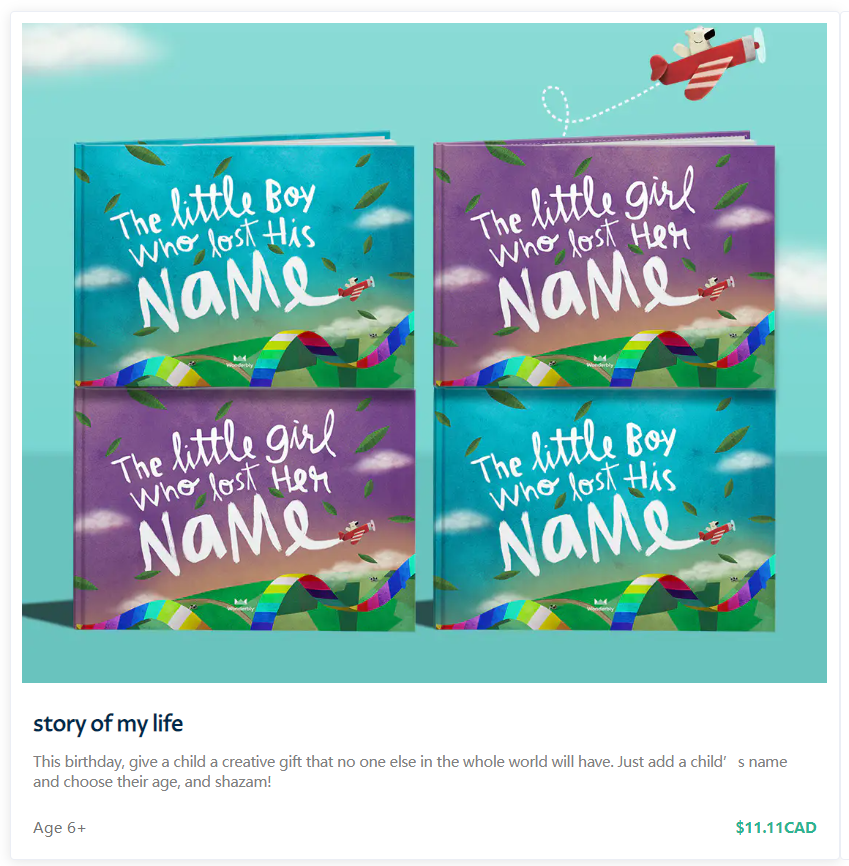 The little Boy
Who lost His
Name
Wonderbly
The little girl
Who lost Her
Name
Wonderbly
The little girl
Who lost Her
Name
Wonderbly
The little Boy
Who lost His
Name
story of my life
This birthday, give a child a creative gift that no one else in the whole world will have. Just add a child’ s name
and choose their age, and shazam!
Age 6+
$11.11CAD